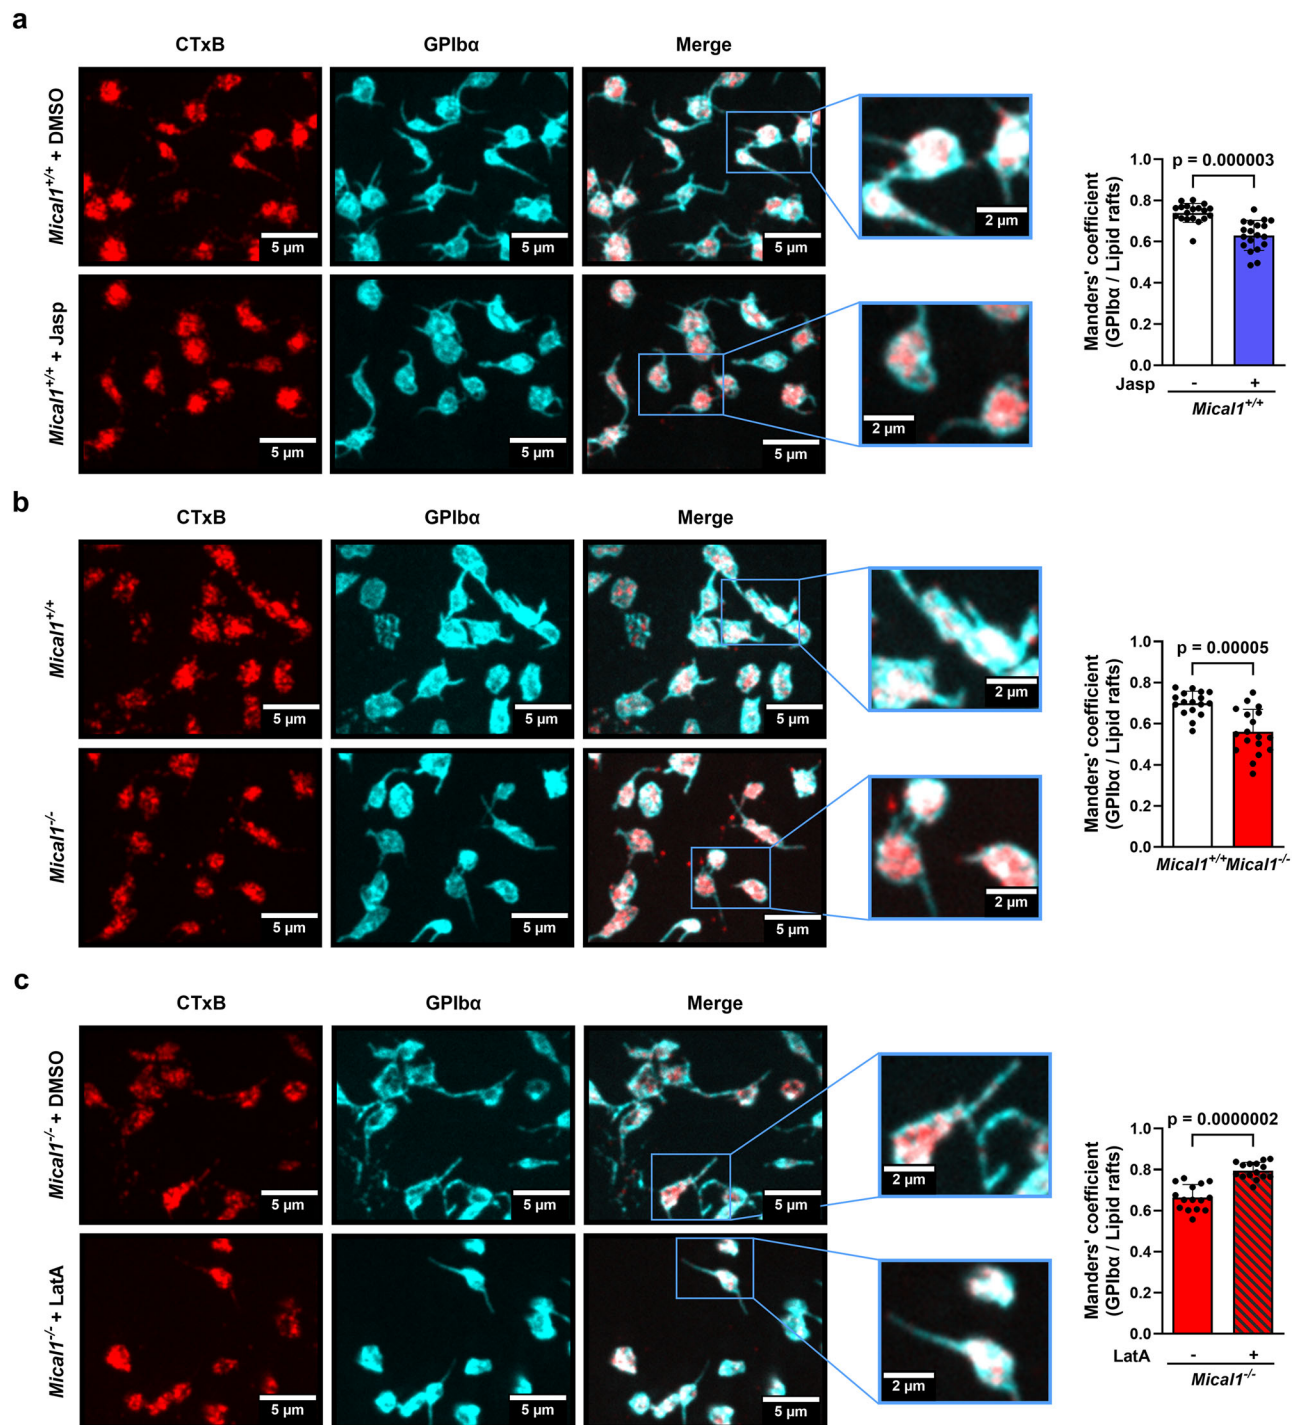 a
CTxB
GPIbα
Merge
Mical1+/+ + DMSO
5 µm
5 µm
5 µm
2 µm
Mical1+/+ + Jasp
5 µm
5 µm
5 µm
2 µm
p = 0.000003
Manders' coefficient
(GPIbα / Lipid rafts)
1.0
0.8
0.6
0.4
0.2
0.0
Jasp - +
Mical1+/+
b
CTxB
GPIbα
Merge
Mical1+/+
5 µm
5 µm
5 µm
2 µm
Mical1-/-
5 µm
5 µm
5 µm
2 µm
p = 0.00005
Manders' coefficient
(GPIbα / Lipid rafts)
1.0
0.8
0.6
0.4
0.2
0.0
Mical1+/+ Mical1-/-
c
CTxB
GPIbα
Merge
Mical1-/- + DMSO
5 µm
5 µm
5 µm
2 µm
Mical1-/- + LatA
5 µm
5 µm
5 µm
2 µm
p = 0.0000002
Manders' coefficient
(GPIbα / Lipid rafts)
1.0
0.8
0.6
0.4
0.2
0.0
LatA - +
Mical1-/-